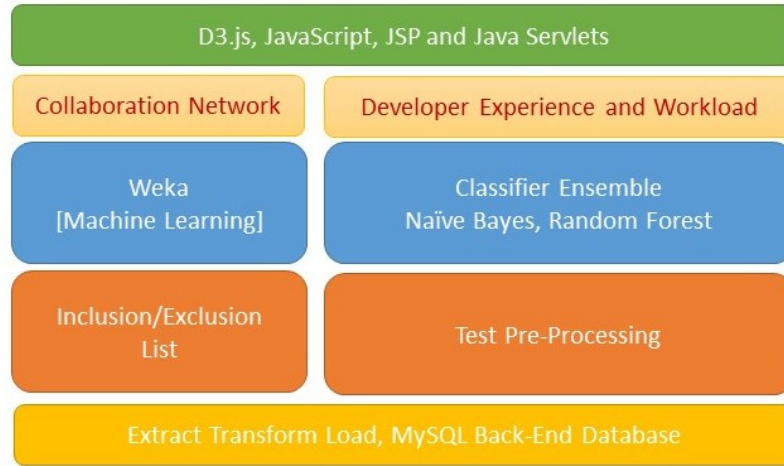 D3.js, JavaScript, JSP and Java Servlets
Collaboration Network
Developer Experience and Workload
Weka
[Machine Learning]
Classifier Ensemble
Naïve Bayes, Random Forest
Inclusion/Exclusion
List
Test Pre-Processing
Extract Transform Load, MySQL Back-End Database